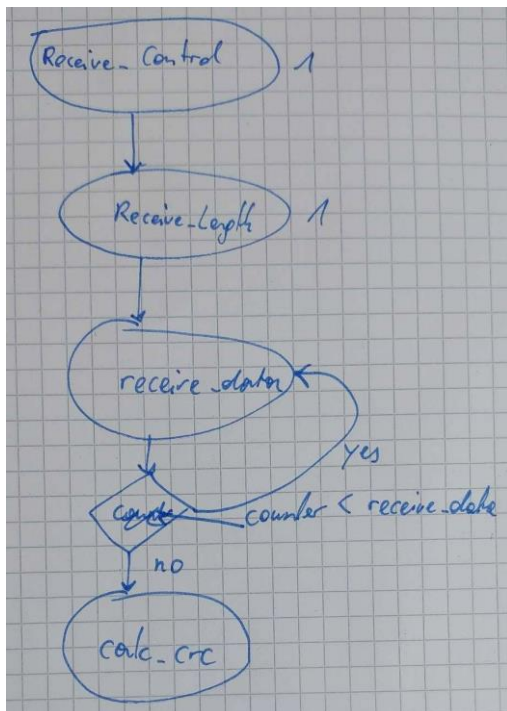 Receive_Control 1
Receive_Length 1
receive_data
yes
counter < receive_data
no
calc_crc